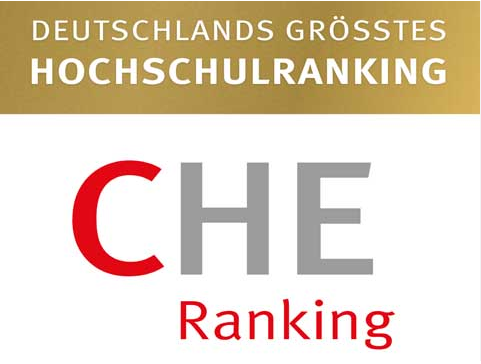 DEUTSCHLANDS GRÖSSTES
HOCHSCHULRANKING
CHE
Ranking